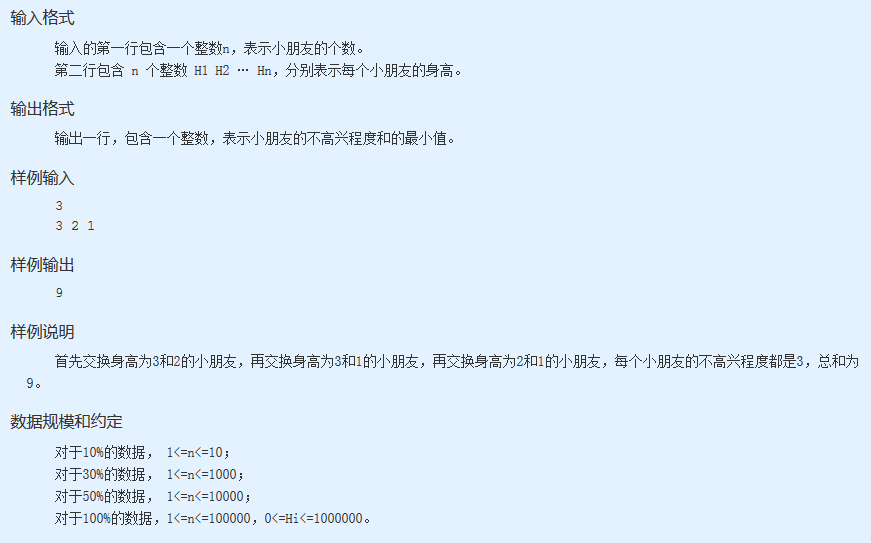 输入格式
输入的第一行包含一个整数n，表示小朋友的个数。
第二行包含 n 个整数 H1 H2 … Hn，分别表示每个小朋友的身高。
输出格式
输出一行，包含一个整数，表示小朋友的不高兴程度和的最小值。
样例输入
3
3 2 1
样例输出
9
样例说明
首先交换身高为3和2的小朋友，再交换身高为3和1的小朋友，再交换身高为2和1的小朋友，每个小朋友的不高兴程度都是3，总和为
9。
数据规模和约定
对于10%的数据， 1<=n<=10；
对于30%的数据， 1<=n<=1000；
对于50%的数据， 1<=n<=10000；
对于100%的数据，1<=n<=100000，0<=Hi<=1000000。